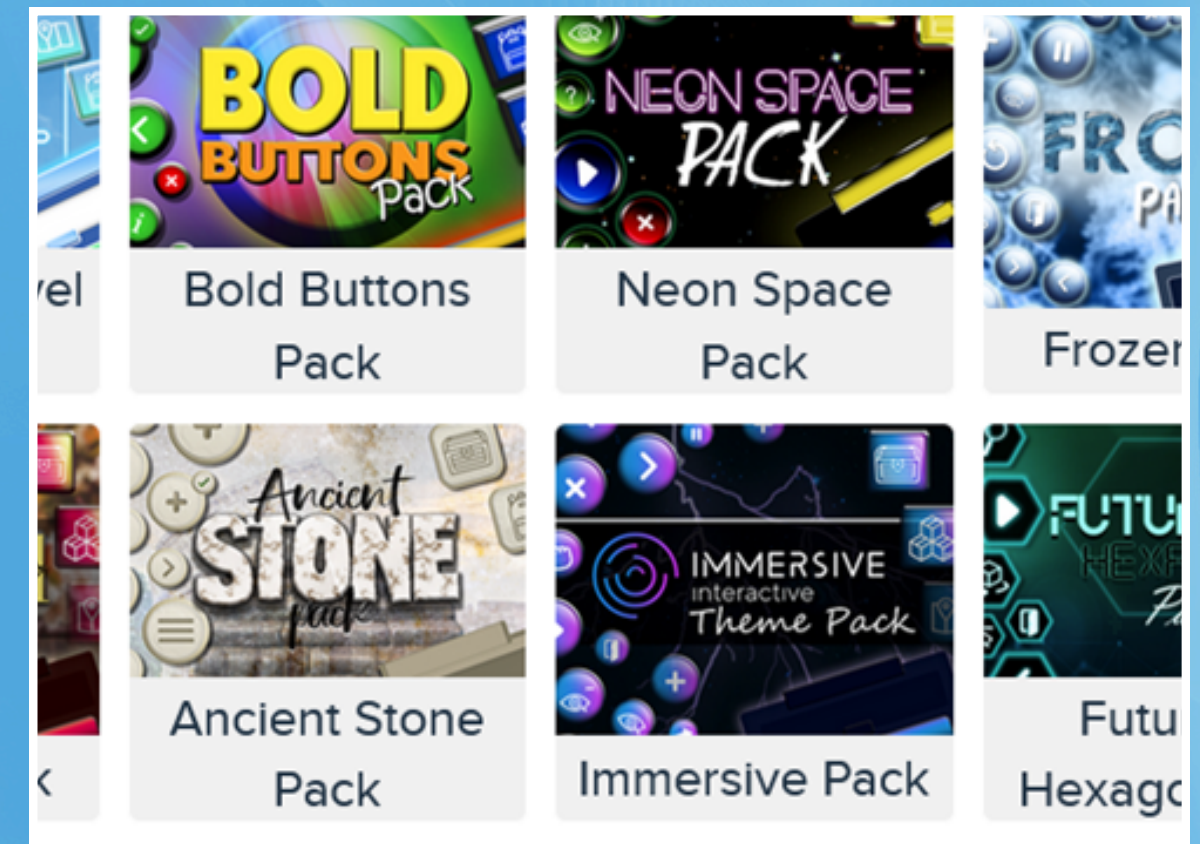 BOLD
BUTTONS
Pack
NEON SPACE
PACK
Bold Buttons
Pack
Neon Space
Pack
Ancient
STONE
pack
IMMERSIVE
interactive
Theme Pack
Ancient Stone
Pack
Immersive Pack